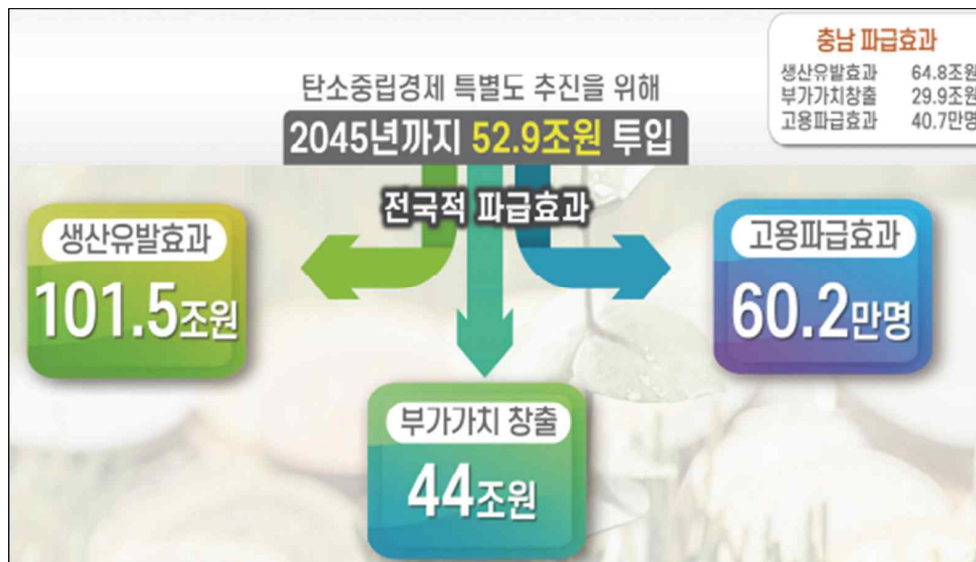 충남 파급효과
생산유발효과 64.8조원
부가가치창출 29.9조원
고용파급효과 40.7만명
탄소중립경제 특별도 추진을 위해
2045년까지 52.9조원 투입
전국적 파급효과
생산유발효과
101.5조원
고용파급효과
60.2만명
부가가치 창출
44조원